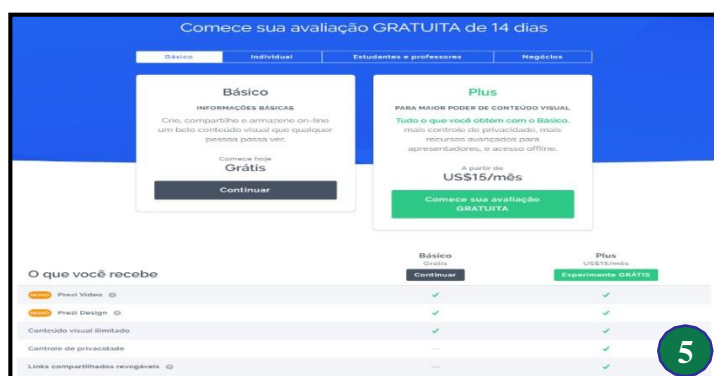 Comece sua avaliação GRATUITA de 14 dias
Básico Individual Estudantes e professores Negócios
Básico
INFORMAÇÕES BÁSICAS
Crie, compartilhe e armazene on-line
um belo conteúdo visual que qualquer
pessoa possa ver.
Comece hoje
Grátis
Continuar
Plus
PARA MAIOR PODER DE CONTEÚDO VISUAL
Tudo o que você obtém com o Básico,
mais controle de privacidade, mais
recursos avançados para
apresentadores, e acesso offline.
A partir de
US$15/mês
Comece sua avaliação
GRATUITA
O que você recebe
Básico
Grátis
Continuar
Plus
US$15/mês
Experimente GRÁTIS
NOVO Prezi Video
NOVO Prezi Design
Conteúdo visual ilimitado
Controle de privacidade
Links compartilhados revogáveis
5